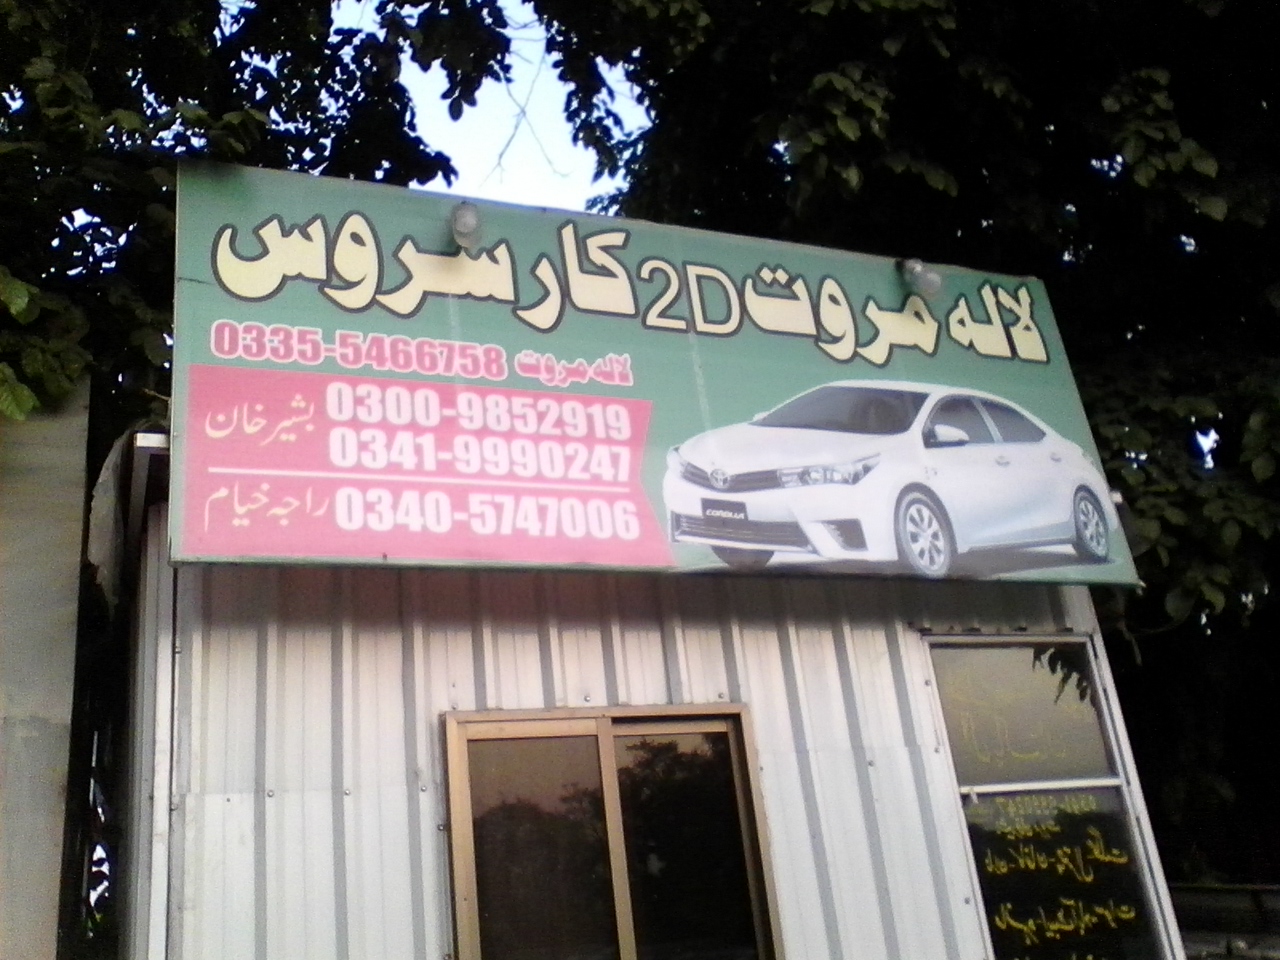 لالہ مروت 2D کار سروس
لالہ مروت 0335-5466758
بشیر خان 0300-9852919
0341-9990247
راجہ خیام 0340-5747006
COROLLA